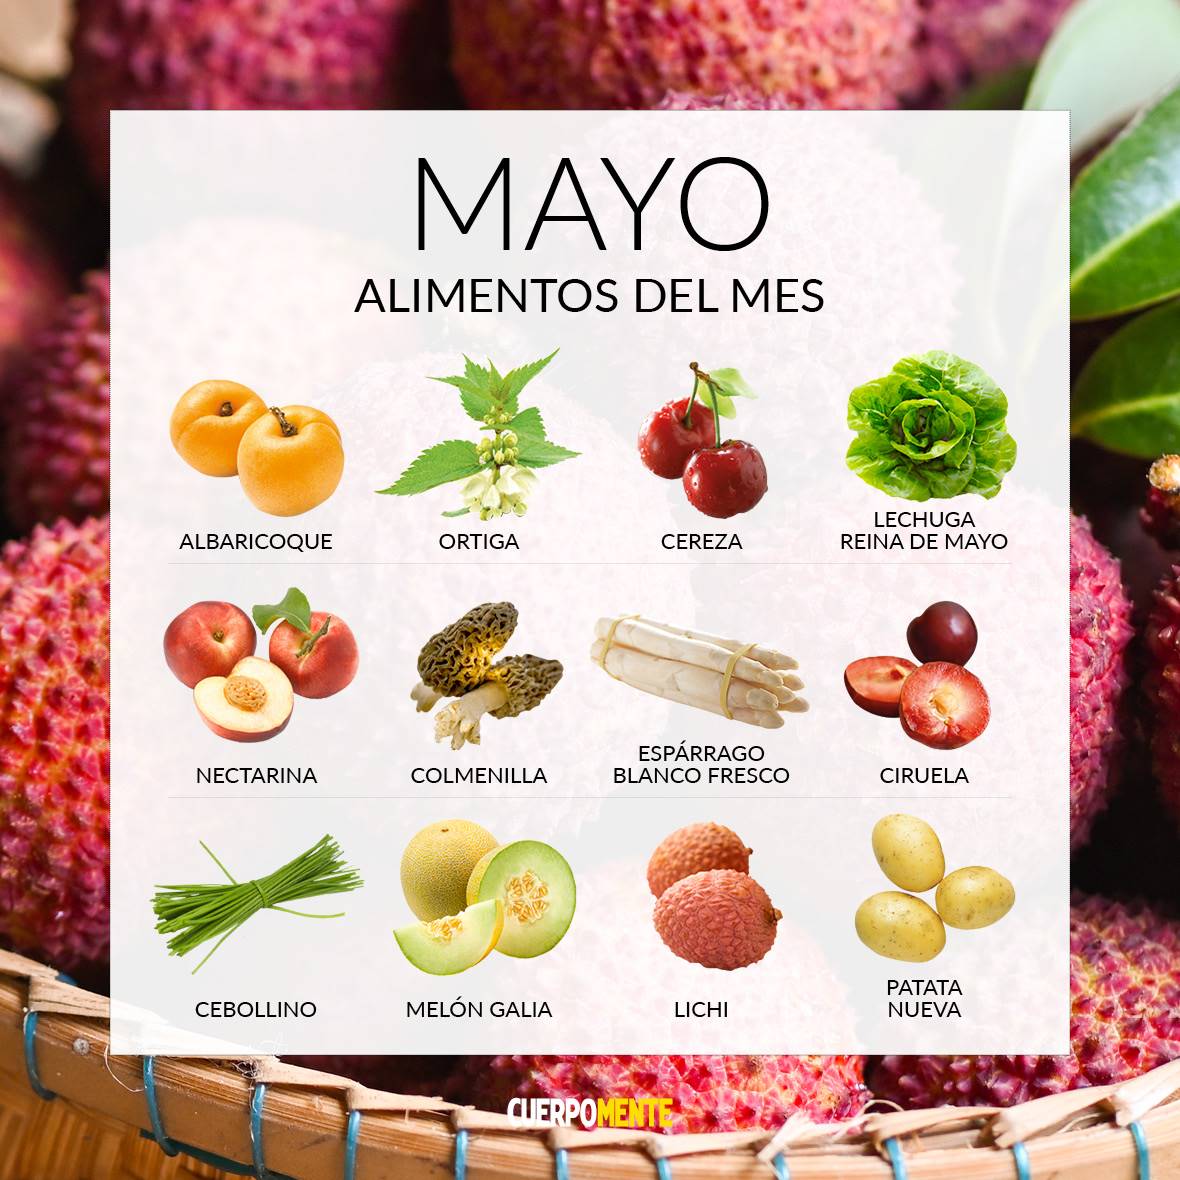 MAYO
ALIMENTOS DEL MES
ALBARICOQUE
ORTIGA
CEREZA
LECHUGA
REINA DE MAYO
NECTARINA
COLMENILLA
ESPÁRRAGO
BLANCO FRESCO
CIRUELA
CEBOLLINO
MELÓN GALIA
LICHI
PATATA
NUEVA
CUERPOMENTE